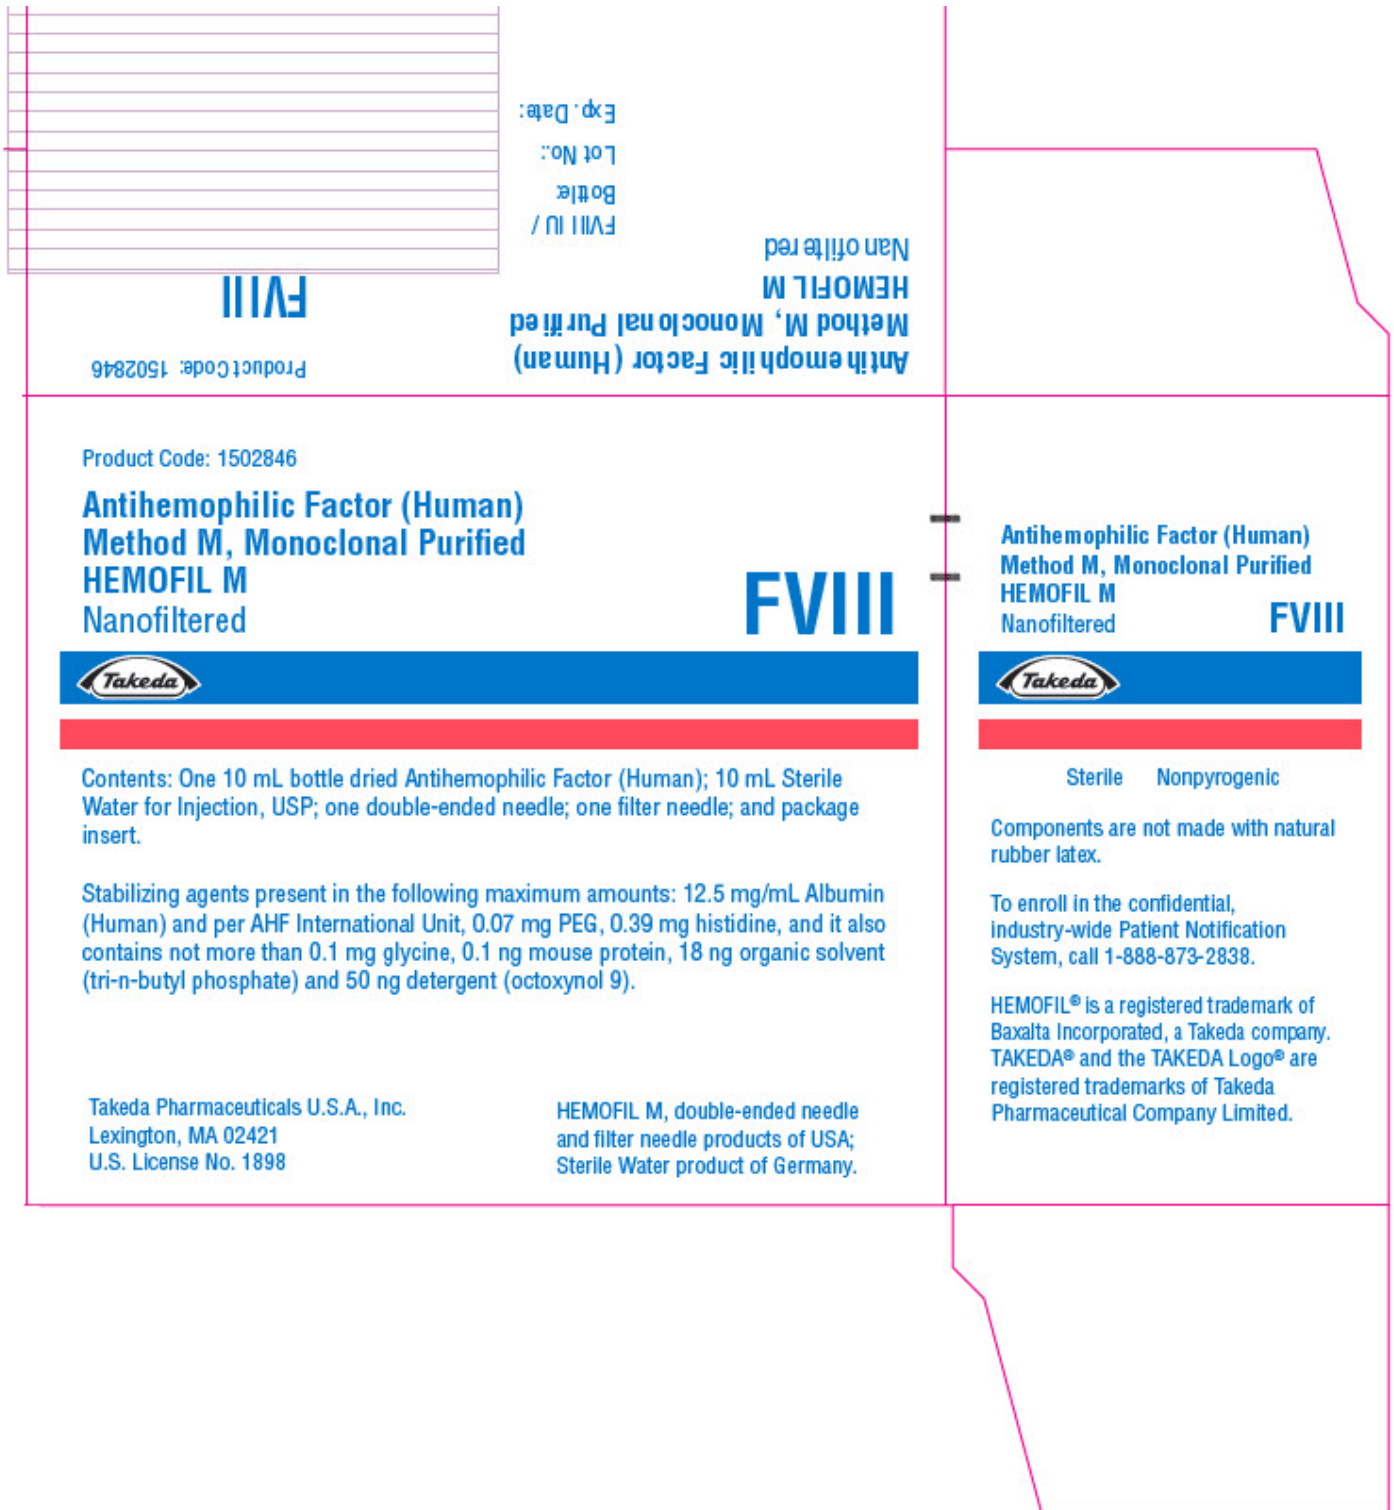 Product Code: 1502846
FVIII
Antihemophilic Factor (Human)
Method M, Monoclonal Purified
HEMOFIL M
Nanofiltered
FVIII IU /
Bottle:
Lot No.:
Exp. Date:
Product Code: 1502846
Antihemophilic Factor (Human)
Method M, Monoclonal Purified
HEMOFIL M
Nanofiltered
FVIII
Takeda
Contents: One 10 mL bottle dried Antihemophilic Factor (Human); 10 mL Sterile
Water for Injection, USP; one double-ended needle; one filter needle; and package
insert.
Stabilizing agents present in the following maximum amounts: 12.5 mg/mL Albumin
(Human) and per AHF International Unit, 0.07 mg PEG, 0.39 mg histidine, and it also
contains not more than 0.1 mg glycine, 0.1 ng mouse protein, 18 ng organic solvent
(tri-n-butyl phosphate) and 50 ng detergent (octoxynol 9).
Takeda Pharmaceuticals U.S.A., Inc.
Lexington, MA 02421
U.S. License No. 1898
HEMOFIL M, double-ended needle
and filter needle products of USA;
Sterile Water product of Germany.
Antihemophilic Factor (Human)
Method M, Monoclonal Purified
HEMOFIL M
Nanofiltered
FVIII
Takeda
Sterile Nonpyrogenic
Components are not made with natural
rubber latex.
To enroll in the confidential,
industry-wide Patient Notification
System, call 1-888-873-2838.
HEMOFIL® is a registered trademark of
Baxalta Incorporated, a Takeda company.
TAKEDA® and the TAKEDA Logo® are
registered trademarks of Takeda
Pharmaceutical Company Limited.